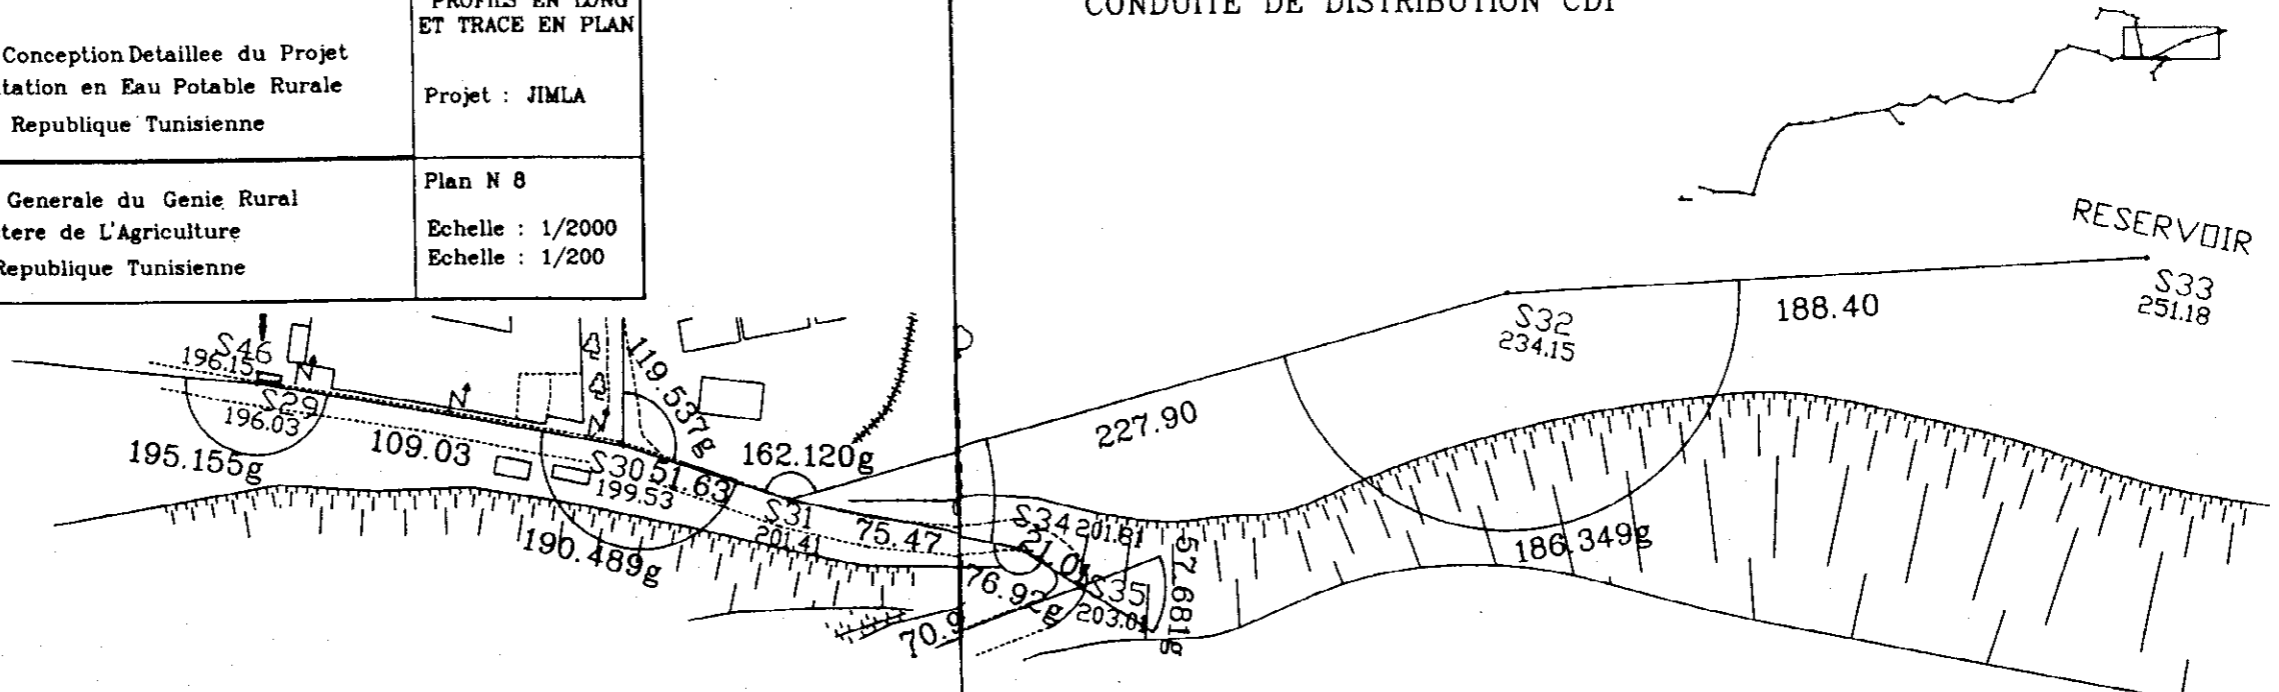 PROFILS EN LONG
ET TRACE EN PLAN
Conception Detaillee du Projet
tation en Eau Potable Rurale
Republique Tunisienne
Projet : JIMLA
Generale du Genie Rural
tere de L'Agriculture
Republique Tunisienne
Plan N 8
Echelle : 1/2000
Echelle : 1/200
CONDUITE DE DISTRIBUTION CD1
RESERVOIR
S33
251.18
188.40
S32
234.15
227.90
186.349g
S46
196.15
N
S29
196.03
195.155g
109.03
N
N
119.537g
S30
199.53
51.63
190.489g
162.120g
S31
201.41
75.47
S34
201.81
21.01
76.92g
S35
203.01
57.681g
70.9